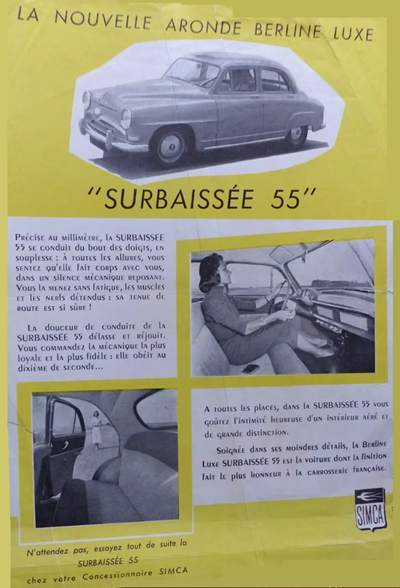 LA NOUVELLE ARONDE BERLINE LUXE
"SURBAISSÉE 55"
Précise au millimètre, la SURBAISSÉE
55 se conduit du bout des doigts, en
souplesse ; à toutes les allures, vous
sentez qu'elle fait corps avec vous,
dans un silence mécanique reposant.
Vous la menez sans fatigue, les muscles
et les nerfs détendus : sa tenue de
route est si sûre !
La douceur de conduite de la
SURBAISSÉE 55 délasse et réjouit.
Vous commandez la mécanique la plus
loyale et la plus fidèle : elle obéit au
dixième de seconde...
A toutes les places, dans la SURBAISSÉE 55 vous
goûtez l'intimité heureuse d'un intérieur aéré et
de grande distinction.
Soignée dans ses moindres détails, la Berline
Luxe SURBAISSÉE 55 est la voiture dont la finition
fait le plus honneur à la carrosserie française.
SIMCA
N'attendez pas, essayez tout de suite la
SURBAISSÉE 55
chez votre Concessionnaire SIMCA